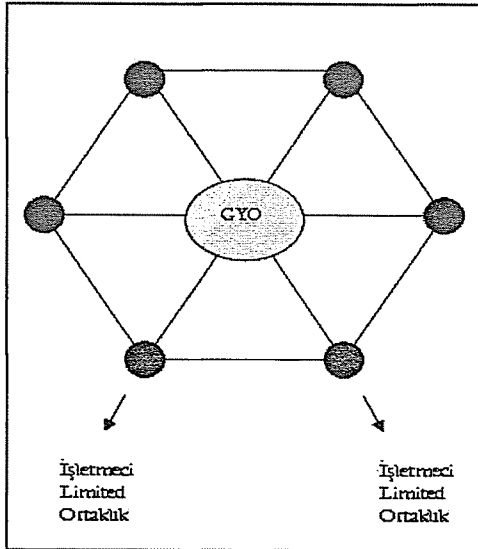 GYO
İşletmeci
Limited
Ortaklık
İşletmeci
Limited
Ortaklık